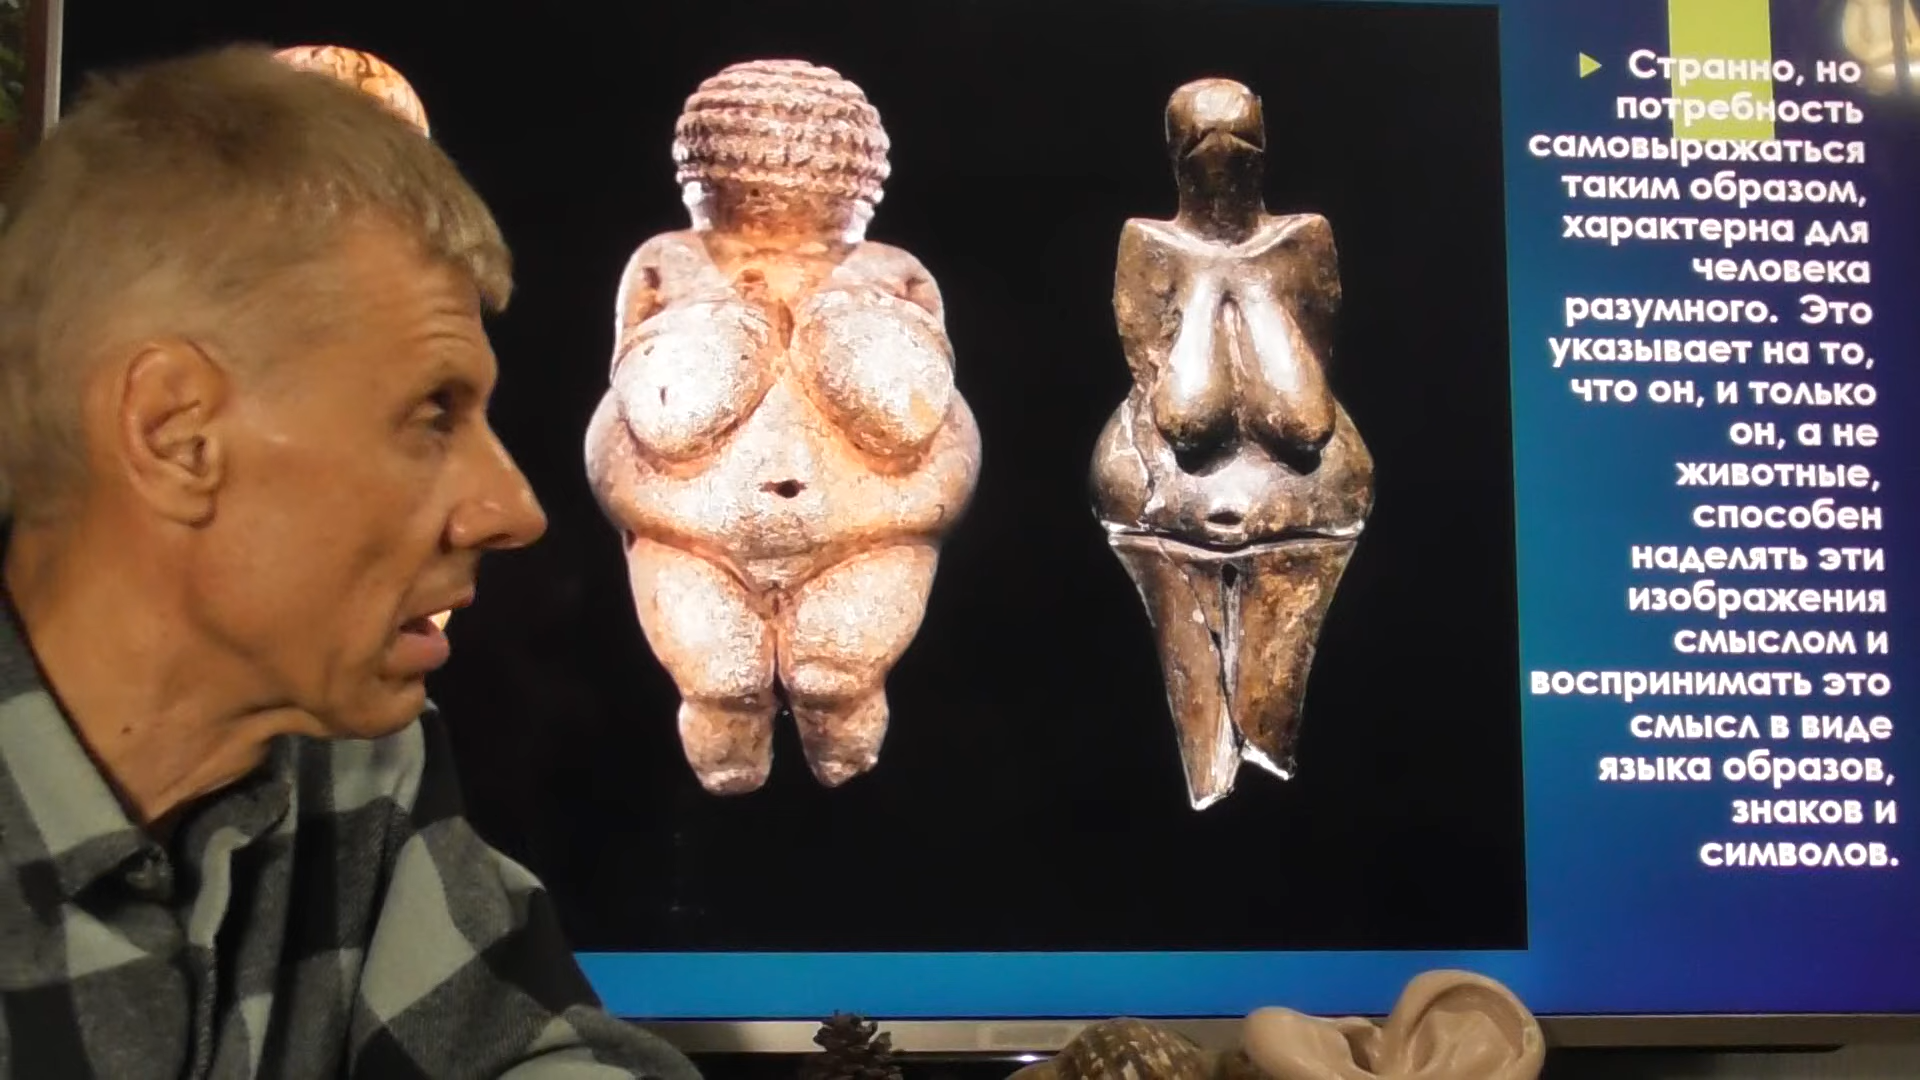 Странно, но
потребность
самовыражаться
таким образом,
характерна для
человека
разумного. Это
указывает на то,
что он, и только
он, а не
животные,
способен
наделять эти
изображения
смыслом и
воспринимать это
смысл в виде
языка образов,
знаков и
символов.